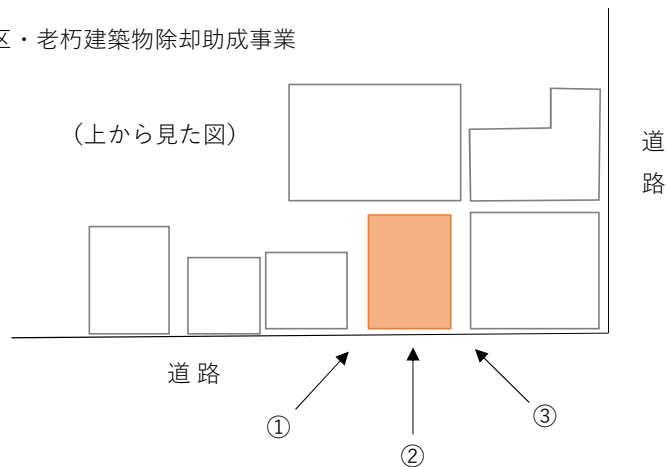 区・老朽建築物除却助成事業
（上から見た図）
道
路
道 路
①
②
③